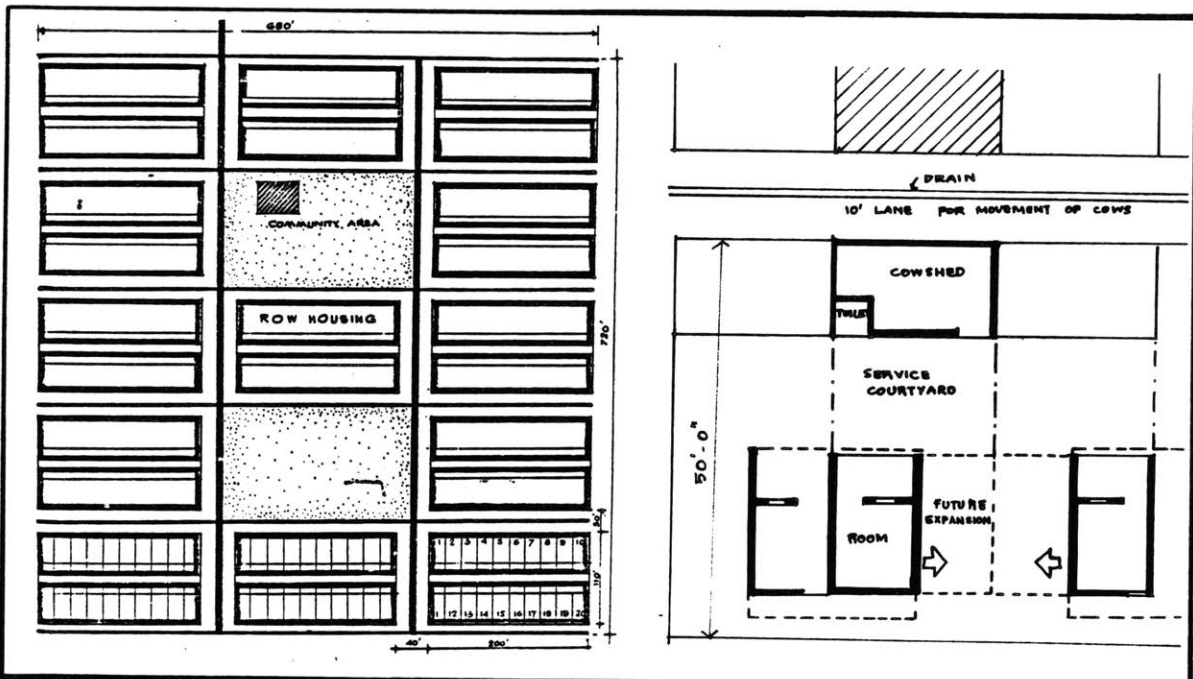 680'
COMMUNITY AREA
ROW HOUSING
720'
20'
110'
1 2 3 4 5 6 7 8 9 10
1 12 13 14 15 16 17 18 19 20
40'
200'
DRAIN
10' LANE FOR MOVEMENT OF COWS
COWSHED
TOILET
SERVICE
COURTYARD
50'-0"
FUTURE
EXPANSION
ROOM